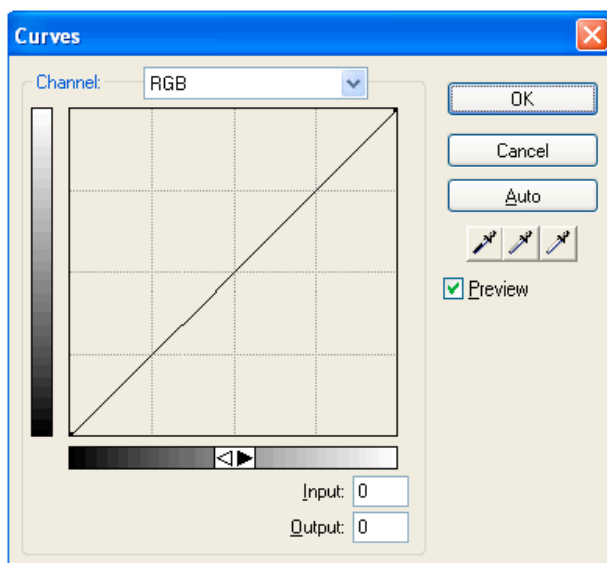 Curves
Channel: RGB
OK
Cancel
Auto
Preview
Input: 0
Output: 0